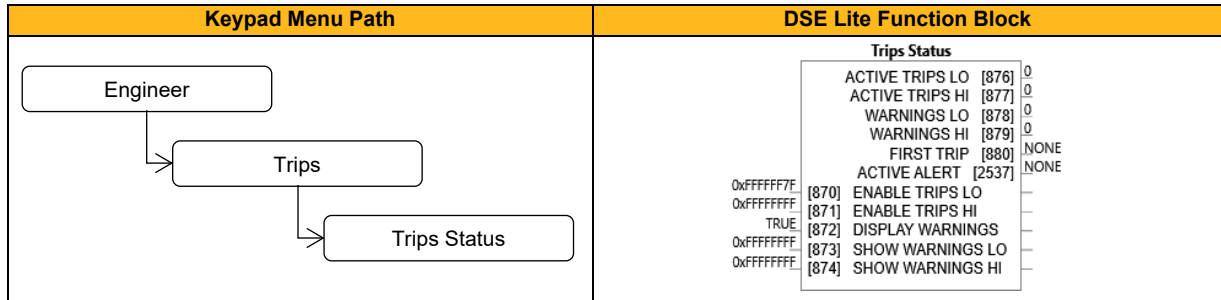 Keypad Menu Path
DSE Lite Function Block
Engineer
Trips
Trips Status
Trips Status
ACTIVE TRIPS LO [876] 0
ACTIVE TRIPS HI [877] 0
WARNINGS LO [878] 0
WARNINGS HI [879] 0
FIRST TRIP [880] NONE
ACTIVE ALERT [2537] NONE
0xFFFFFF7F [870] ENABLE TRIPS LO
0xFFFFFFFF [871] ENABLE TRIPS HI
TRUE [872] DISPLAY WARNINGS
0xFFFFFFFF [873] SHOW WARNINGS LO
0xFFFFFFFF [874] SHOW WARNINGS HI